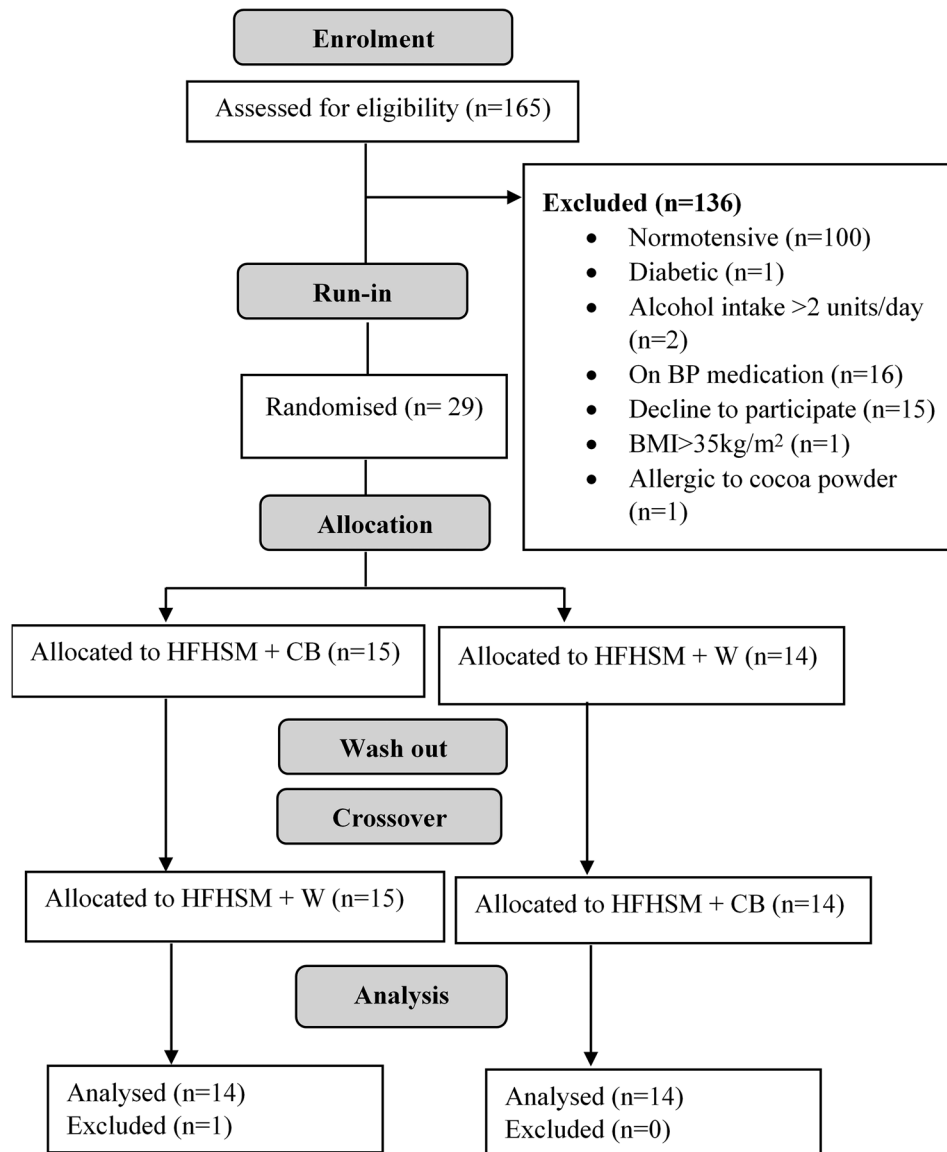 Enrolment
Assessed for eligibility (n=165)
Excluded (n=136)
• Normotensive (n=100)
• Diabetic (n=1)
• Alcohol intake >2 units/day
(n=2)
• On BP medication (n=16)
• Decline to participate (n=15)
• BMI>35kg/m² (n=1)
• Allergic to cocoa powder
(n=1)
Run-in
Randomised (n= 29)
Allocation
Allocated to HFHSM + CB (n=15)
Allocated to HFHSM + W (n=14)
Wash out
Crossover
Allocated to HFHSM + W (n=15)
Allocated to HFHSM + CB (n=14)
Analysis
Analysed (n=14)
Excluded (n=1)
Analysed (n=14)
Excluded (n=0)